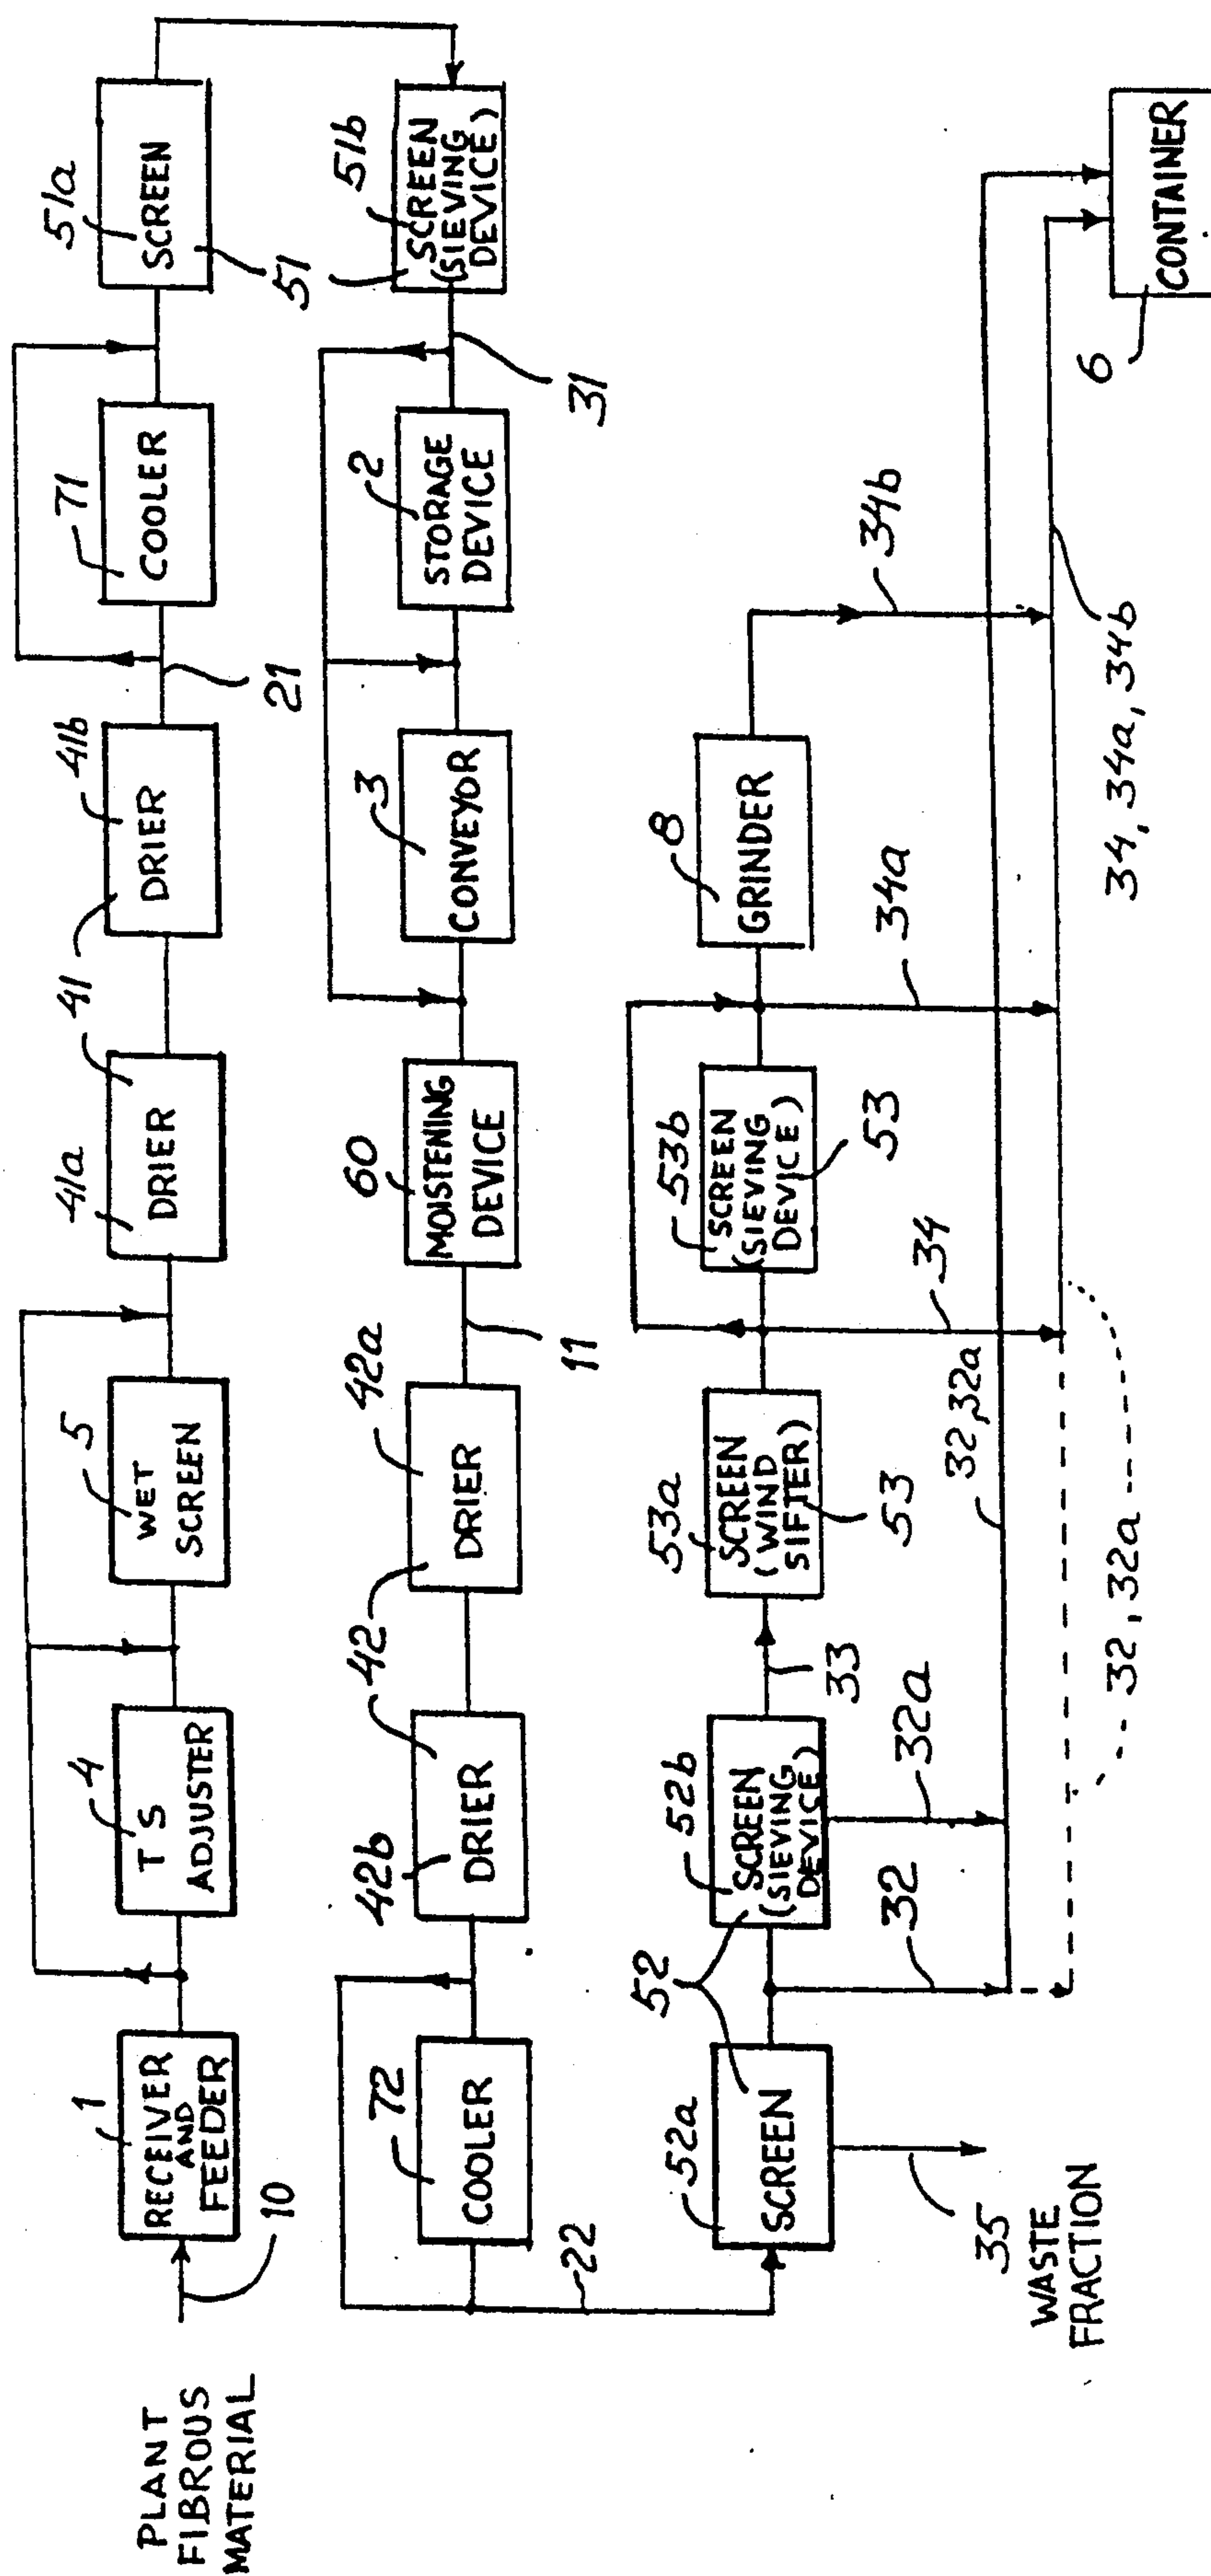 PLANT
FIBROUS
MATERIAL
10
1
RECEIVER
AND
FEEDER
4
TS
ADJUSTER
5
WET
SCREEN
41a
41
DRIER
41b
DRIER
21
71
COOLER
51a
SCREEN
51
51b
SCREEN
(SIEVING
DEVICE)
31
2
STORAGE
DEVICE
3
CONVEYOR
60
MOISTENING
DEVICE
11
42a
42
DRIER
42b
DRIER
72
COOLER
22
52a
SCREEN
52
35
WASTE
FRACTION
52b
SCREEN
(SIEVING
DEVICE)
32
32a
33
53a
SCREEN
(WIND
SIFTER)
53
32, 32a
32, 32a
34
53b
SCREEN
(SIEVING
DEVICE)
53
34a
8
GRINDER
34b
34, 34a, 34b
6
CONTAINER